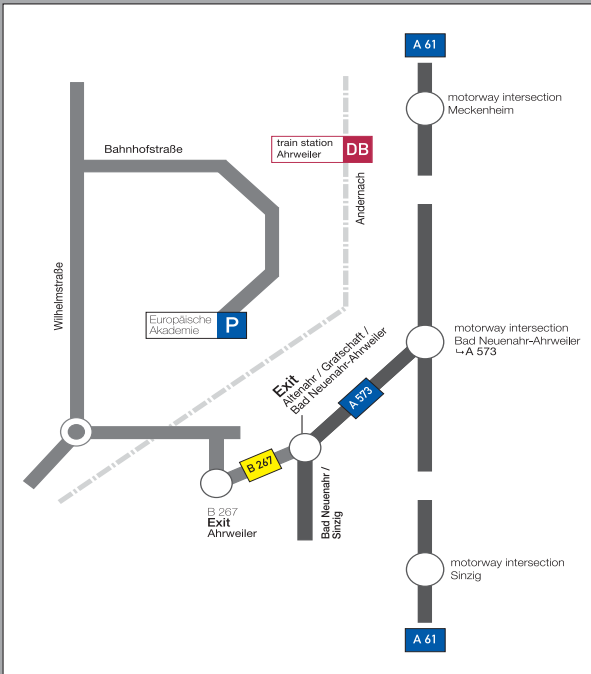 A 61
motorway intersection
Meckenheim
Bahnhofstraße
train station
Ahrweiler
DB
Andernach
Wilhelmstraße
Europäische
Akademie
P
motorway intersection
Bad Neuenahr-Ahrweiler
↳A 573
Exit
Altenahr / Grafschaft /
Bad Neuenahr-Ahrweiler
A 573
B 267
B 267
Exit
Ahrweiler
Bad Neuenahr /
Sinzig
motorway intersection
Sinzig
A 61